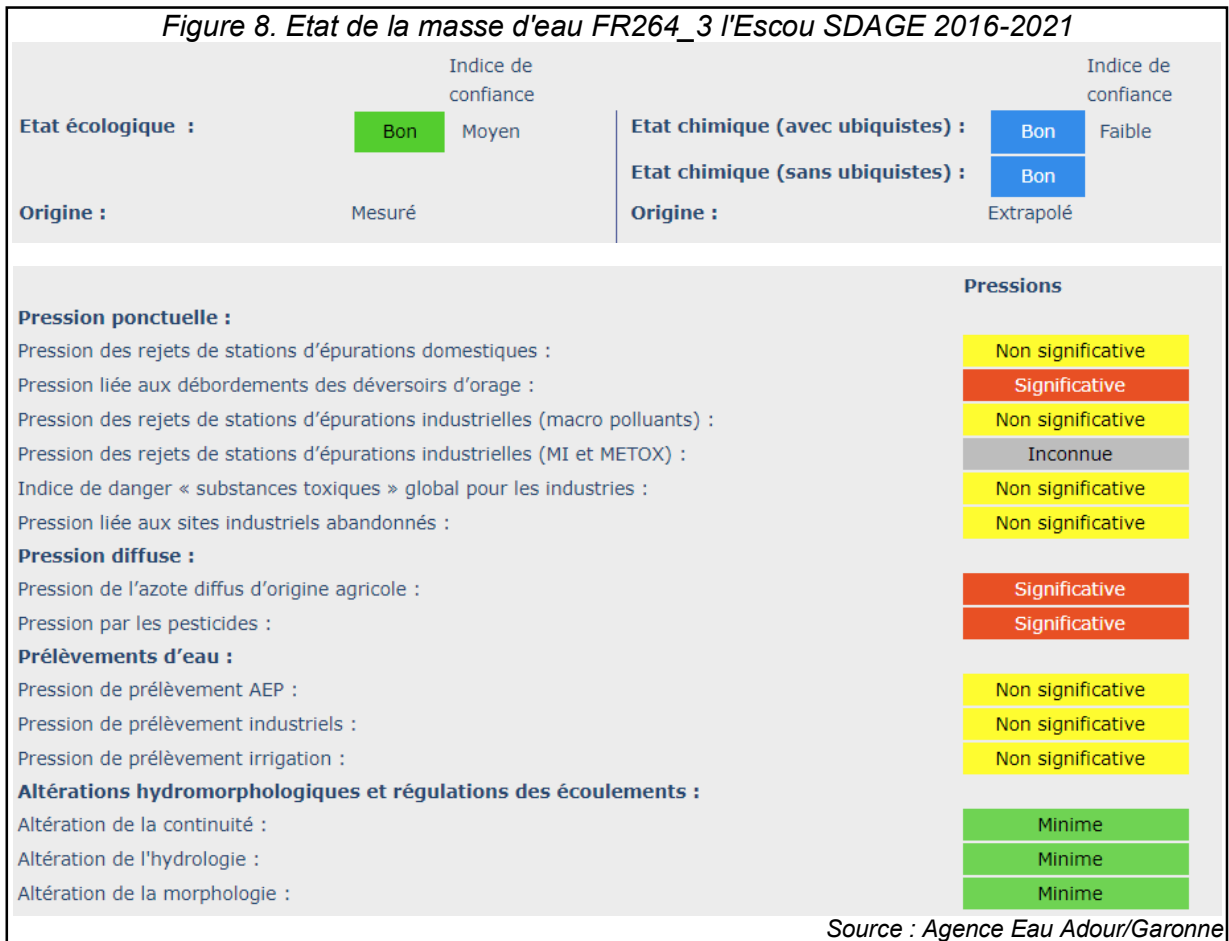 Figure 8. Etat de la masse d'eau FR264_3 l'Escou SDAGE 2016-2021
Indice de confiance
Etat écologique : Bon Moyen
Origine : Mesuré
Indice de confiance
Etat chimique (avec ubiquistes) : Bon Faible
Etat chimique (sans ubiquistes) : Bon
Origine : Extrapolé
Pressions
Pression ponctuelle :
Pression des rejets de stations d’épurations domestiques : Non significative
Pression liée aux débordements des déversoirs d’orage : Significative
Pression des rejets de stations d’épurations industrielles (macro polluants) : Non significative
Pression des rejets de stations d’épurations industrielles (MI et METOX) : Inconnue
Indice de danger « substances toxiques » global pour les industries : Non significative
Pression liée aux sites industriels abandonnés : Non significative
Pression diffuse :
Pression de l’azote diffus d’origine agricole : Significative
Pression par les pesticides : Significative
Prélèvements d’eau :
Pression de prélèvement AEP : Non significative
Pression de prélèvement industriels : Non significative
Pression de prélèvement irrigation : Non significative
Altérations hydromorphologiques et régulations des écoulements :
Altération de la continuité : Minime
Altération de l'hydrologie : Minime
Altération de la morphologie : Minime
Source : Agence Eau Adour/Garonne